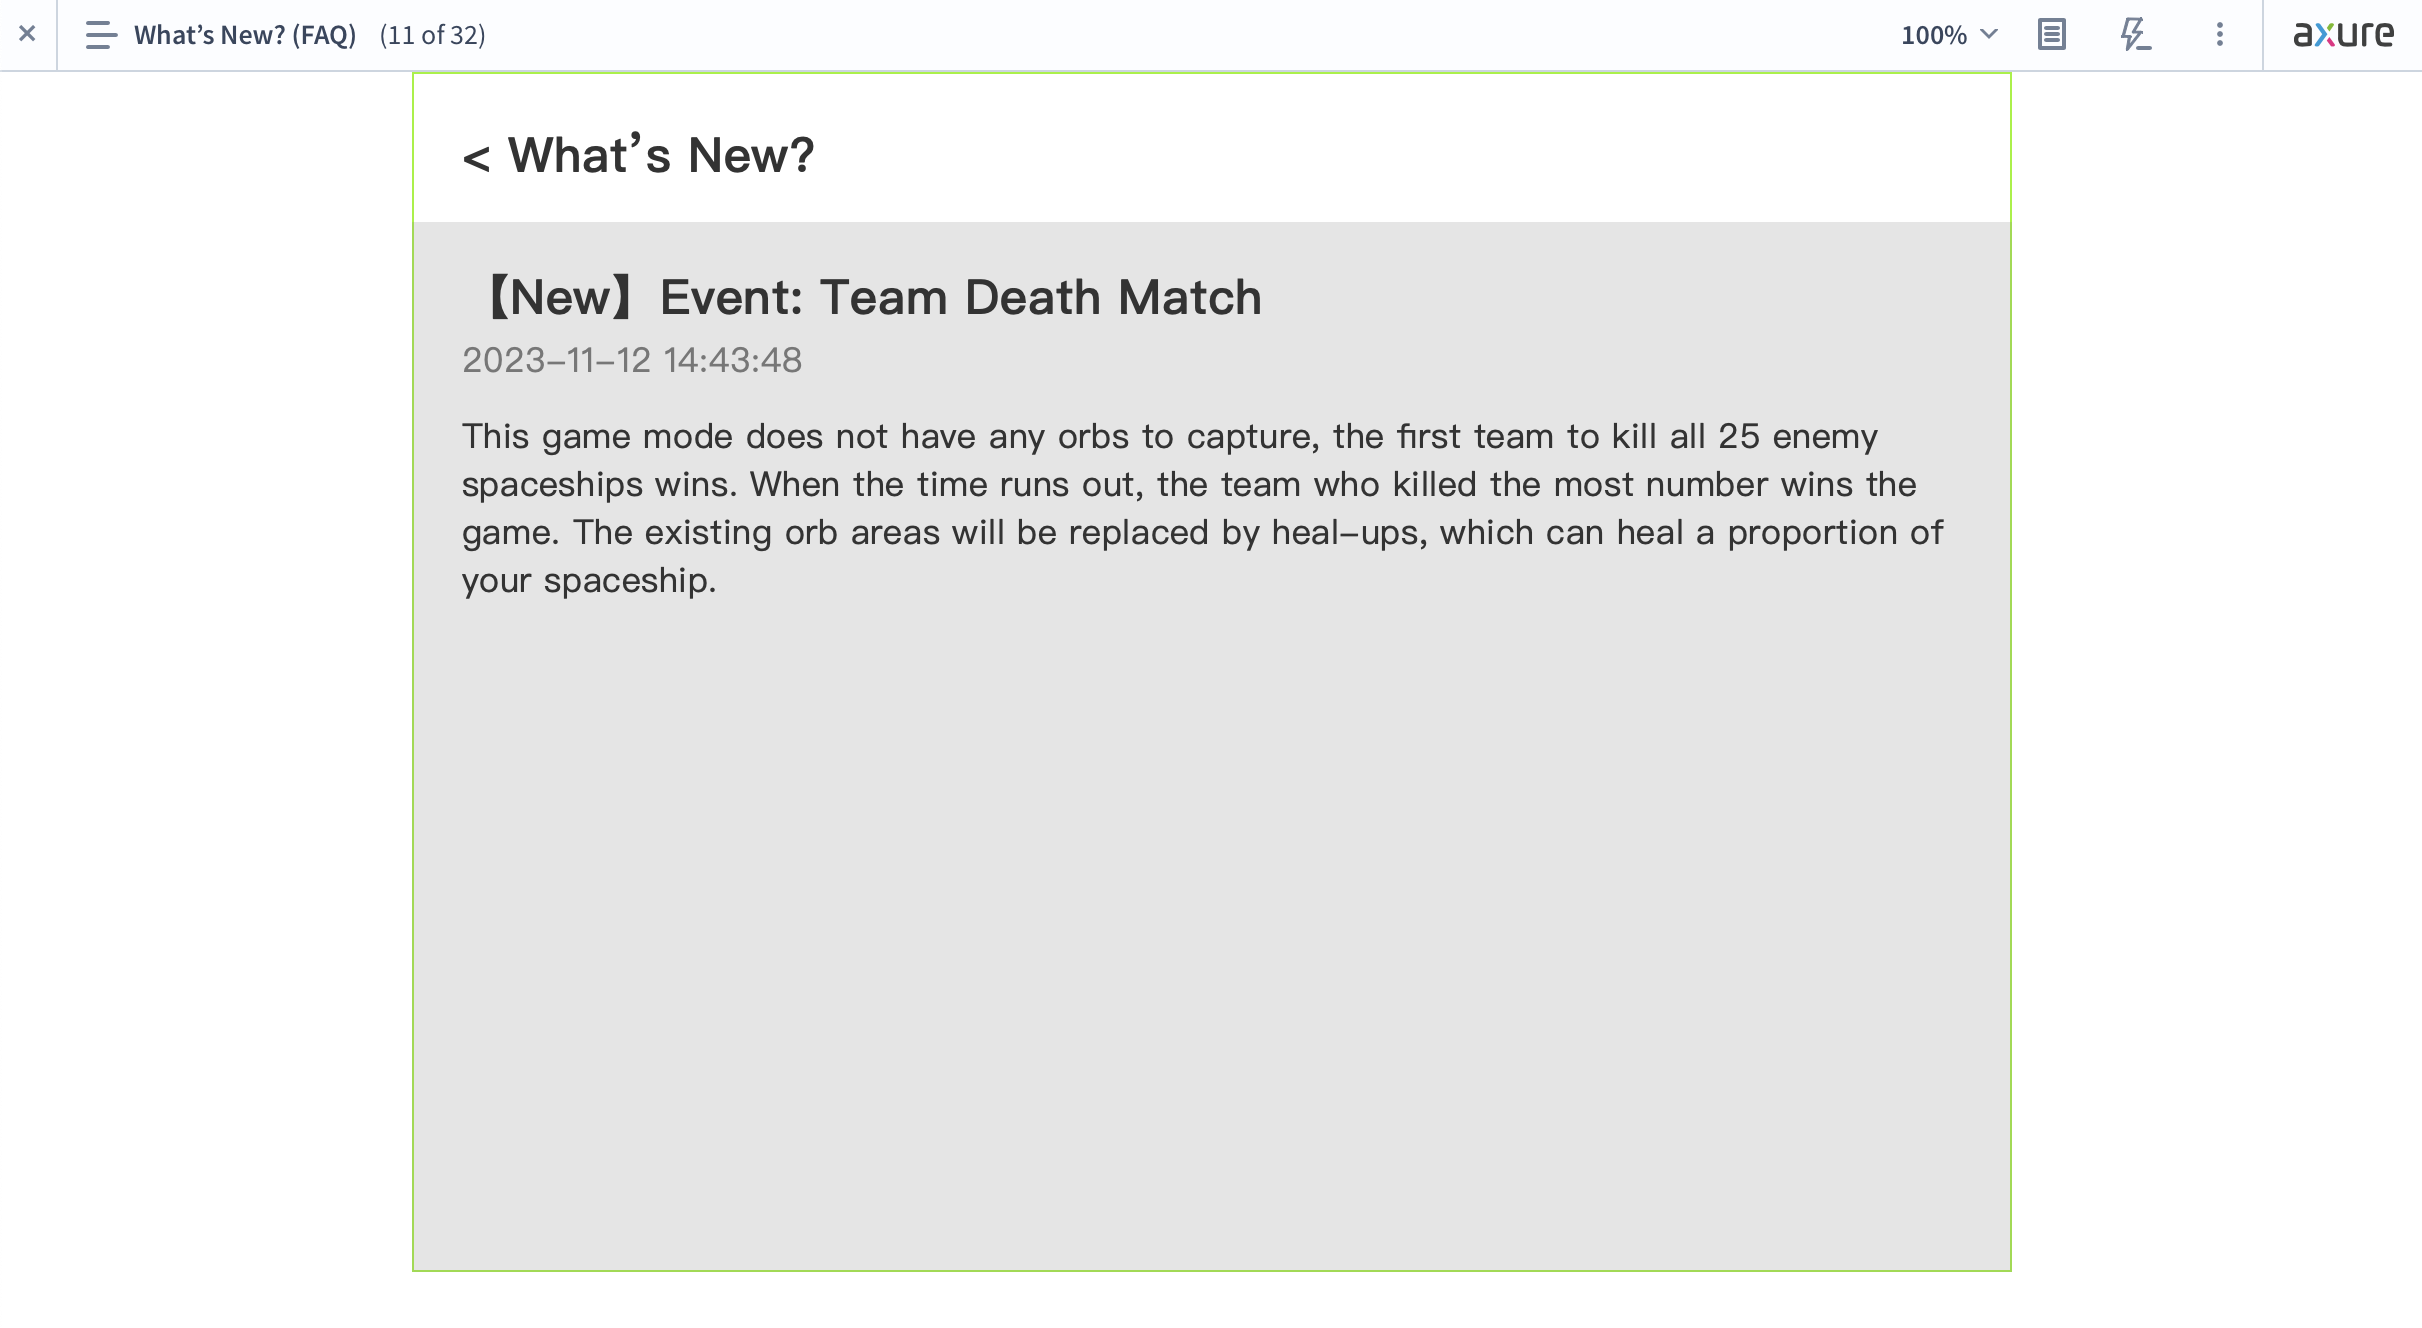 What’s New? (FAQ) (11 of 32) 100% axure
< What’s New?
【New】Event: Team Death Match
2023-11-12 14:43:48
This game mode does not have any orbs to capture, the first team to kill all 25 enemy
spaceships wins. When the time runs out, the team who killed the most number wins the
game. The existing orb areas will be replaced by heal-ups, which can heal a proportion of
your spaceship.